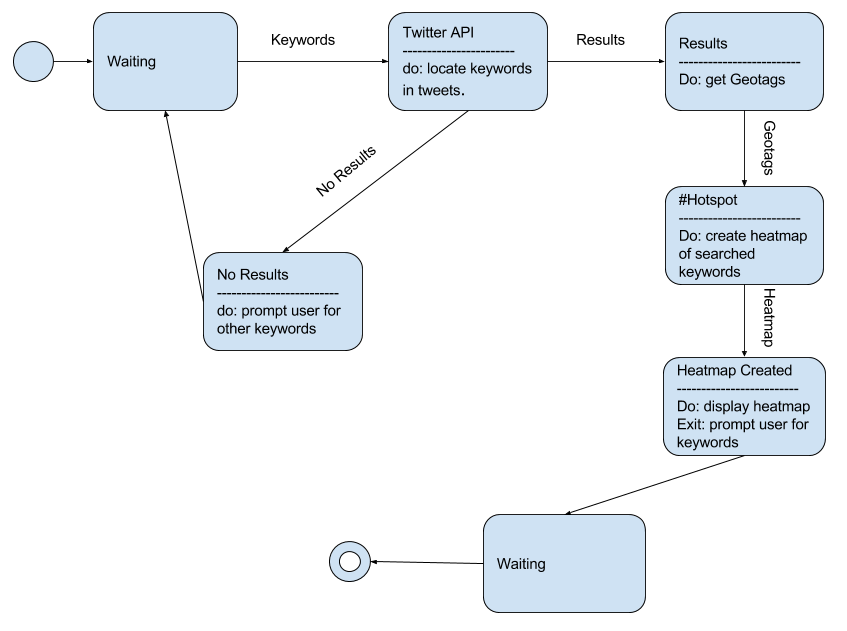 Waiting
Keywords
Twitter API
-----------------------
do: locate keywords
in tweets.
Results
Results
-------------------------
Do: get Geotags
Geotags
#Hotspot
-------------------------
Do: create heatmap
of searched
keywords
No Results
No Results
-------------------------
do: prompt user for
other keywords
Heatmap
Heatmap Created
-------------------------
Do: display heatmap
Exit: prompt user for
keywords
Waiting